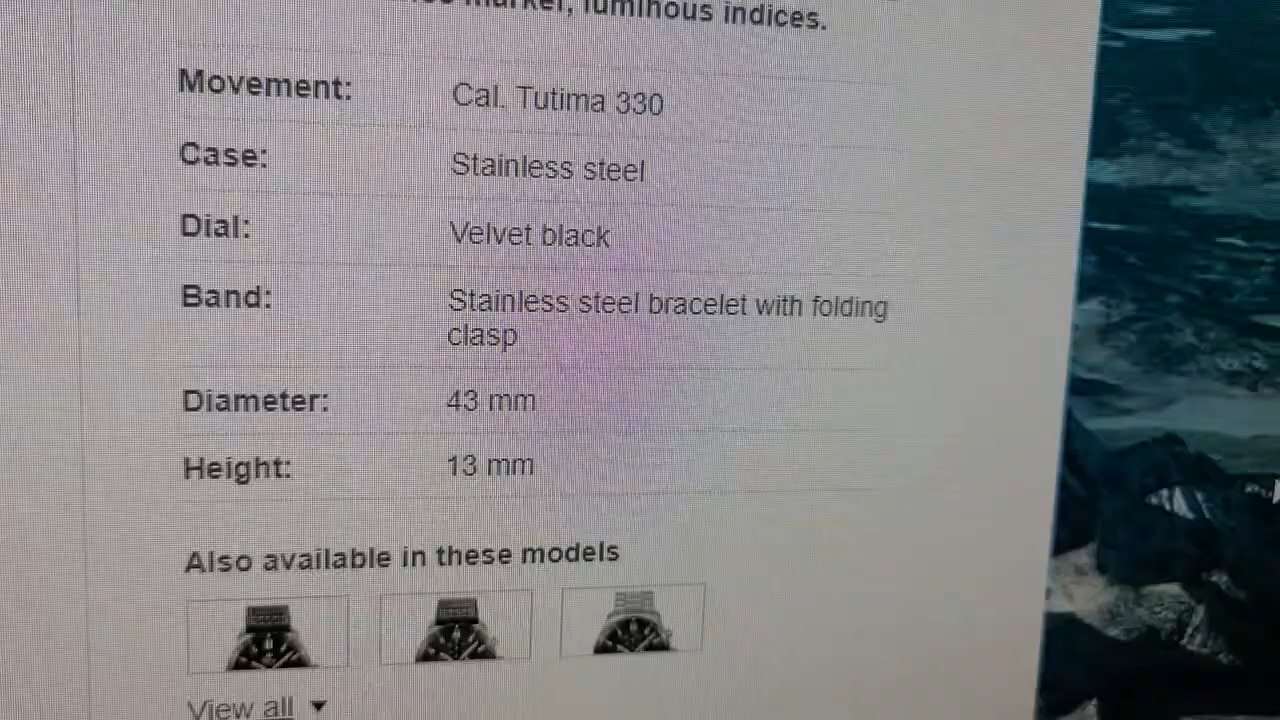 luminous indices.
Movement: Cal. Tutima 330
Case: Stainless steel
Dial: Velvet black
Band: Stainless steel bracelet with folding
clasp
Diameter: 43 mm
Height: 13 mm
Also available in these models
View all